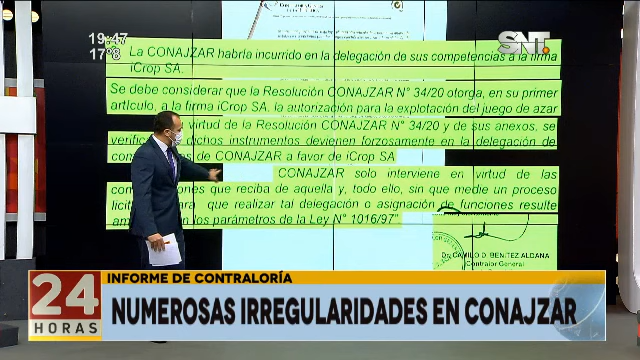 19:47
17°8
SNT
La CONAJZAR habría incurrido en la delegación de sus competencias a la firma
iCrop SA.
Se debe considerar que la Resolución CONAJZAR N° 34/20 otorga, en su primer
artículo, a la firma iCrop SA, la autorización para la explotación del juego de azar
virtud de la Resolución CONAJZAR N° 34/20 y de sus anexos, se
dichos instrumentos devienen forzosamente en la delegación de
de CONAJZAR a favor de iCrop SA
CONAJZAR solo interviene en virtud de las
que reciba de aquella y, todo ello, sin que medie un proceso
que realizar tal delegación o asignación de funciones resulte
los parámetros de la Ley N° 1016/97"
Dr. CAMILO D. BENÍTEZ ALDANA
Contralor General
24
HORAS
INFORME DE CONTRALORÍA
NUMEROSAS IRREGULARIDADES EN CONAJZAR